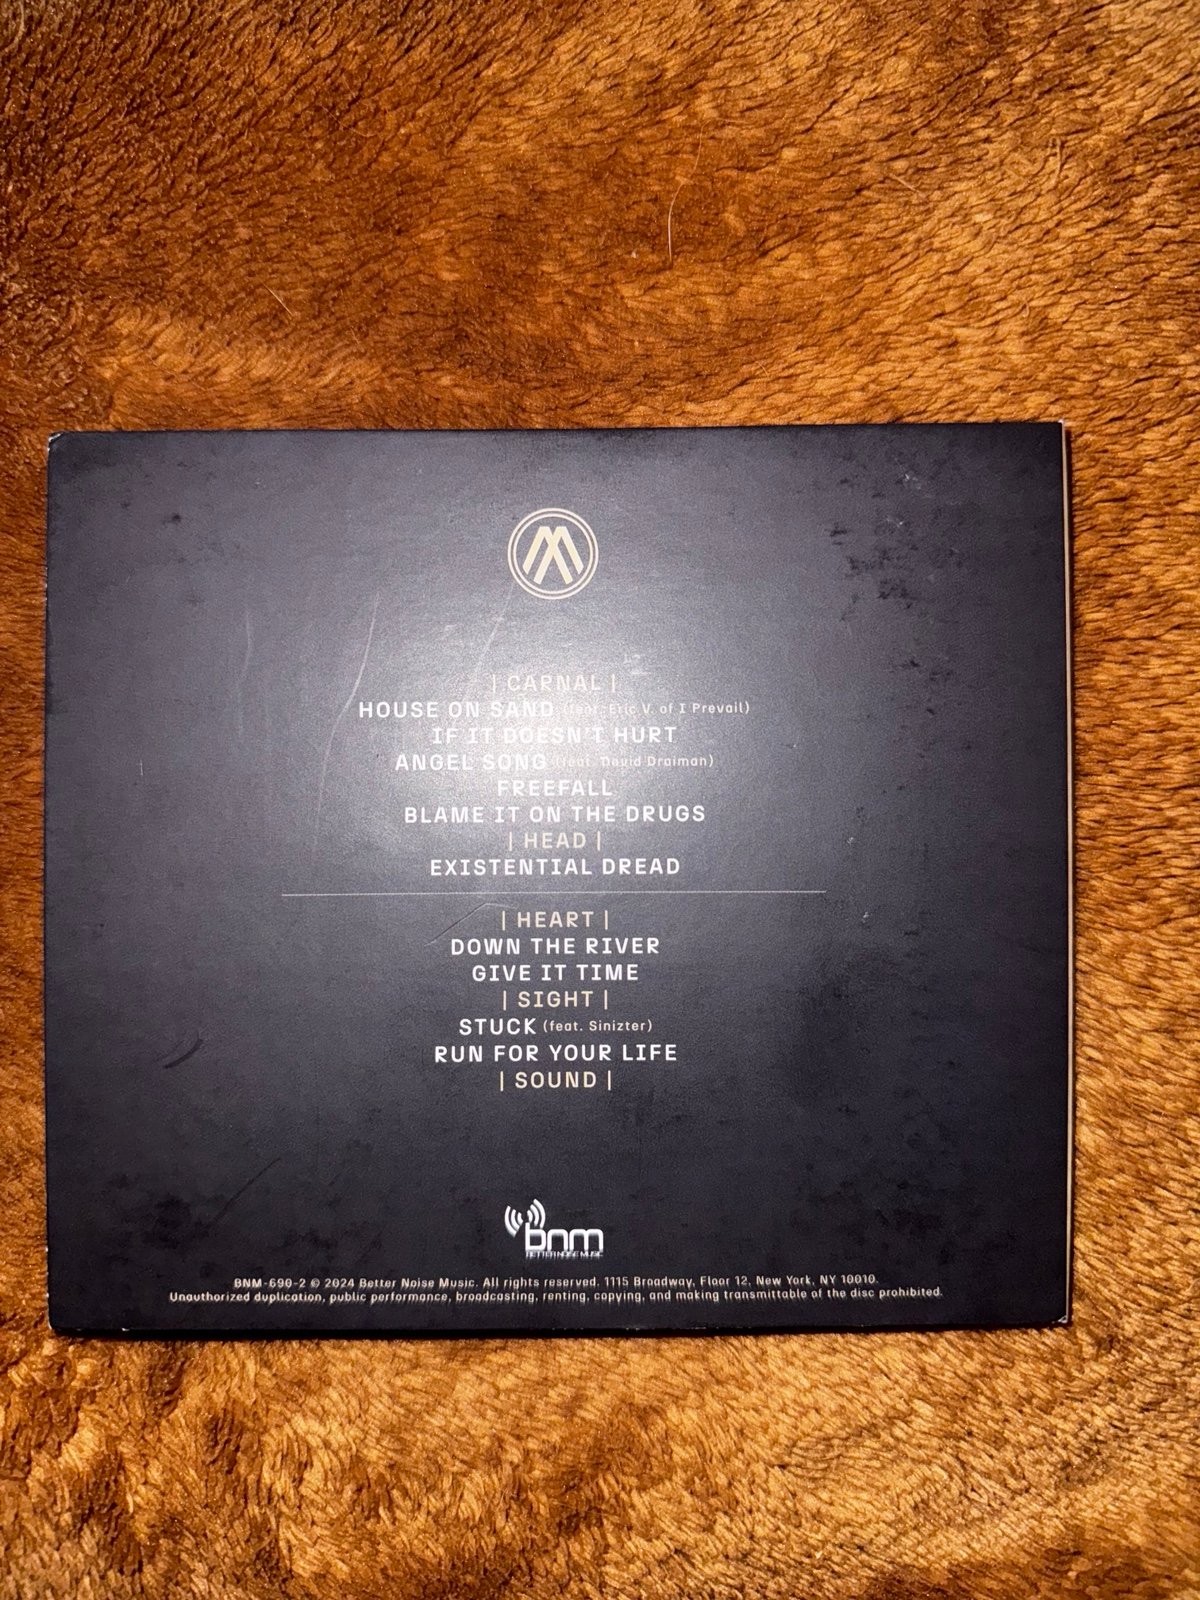 | CARNAL |
HOUSE ON SAND (feat. Eric V. of I Prevail)
IF IT DOESN'T HURT
ANGEL SONG (feat. David Draiman)
FREEFALL
BLAME IT ON THE DRUGS
| HEAD |
EXISTENTIAL DREAD
| HEART |
DOWN THE RIVER
GIVE IT TIME
| SIGHT |
STUCK (feat. Sinizter)
RUN FOR YOUR LIFE
| SOUND |
bnm
BETTER NOISE MUSIC
BNM-690-2 © 2024 Better Noise Music. All rights reserved. 1115 Broadway, Floor 12, New York, NY 10010.
Unauthorized duplication, public performance, broadcasting, renting, copying, and making transmittable of the disc prohibited.